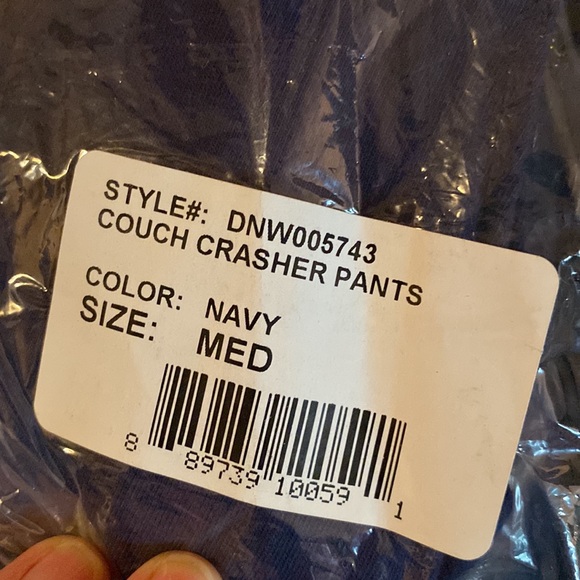 STYLE#: DNW005743
COUCH CRASHER PANTS
COLOR: NAVY
SIZE: MED
8 89739 10059 1